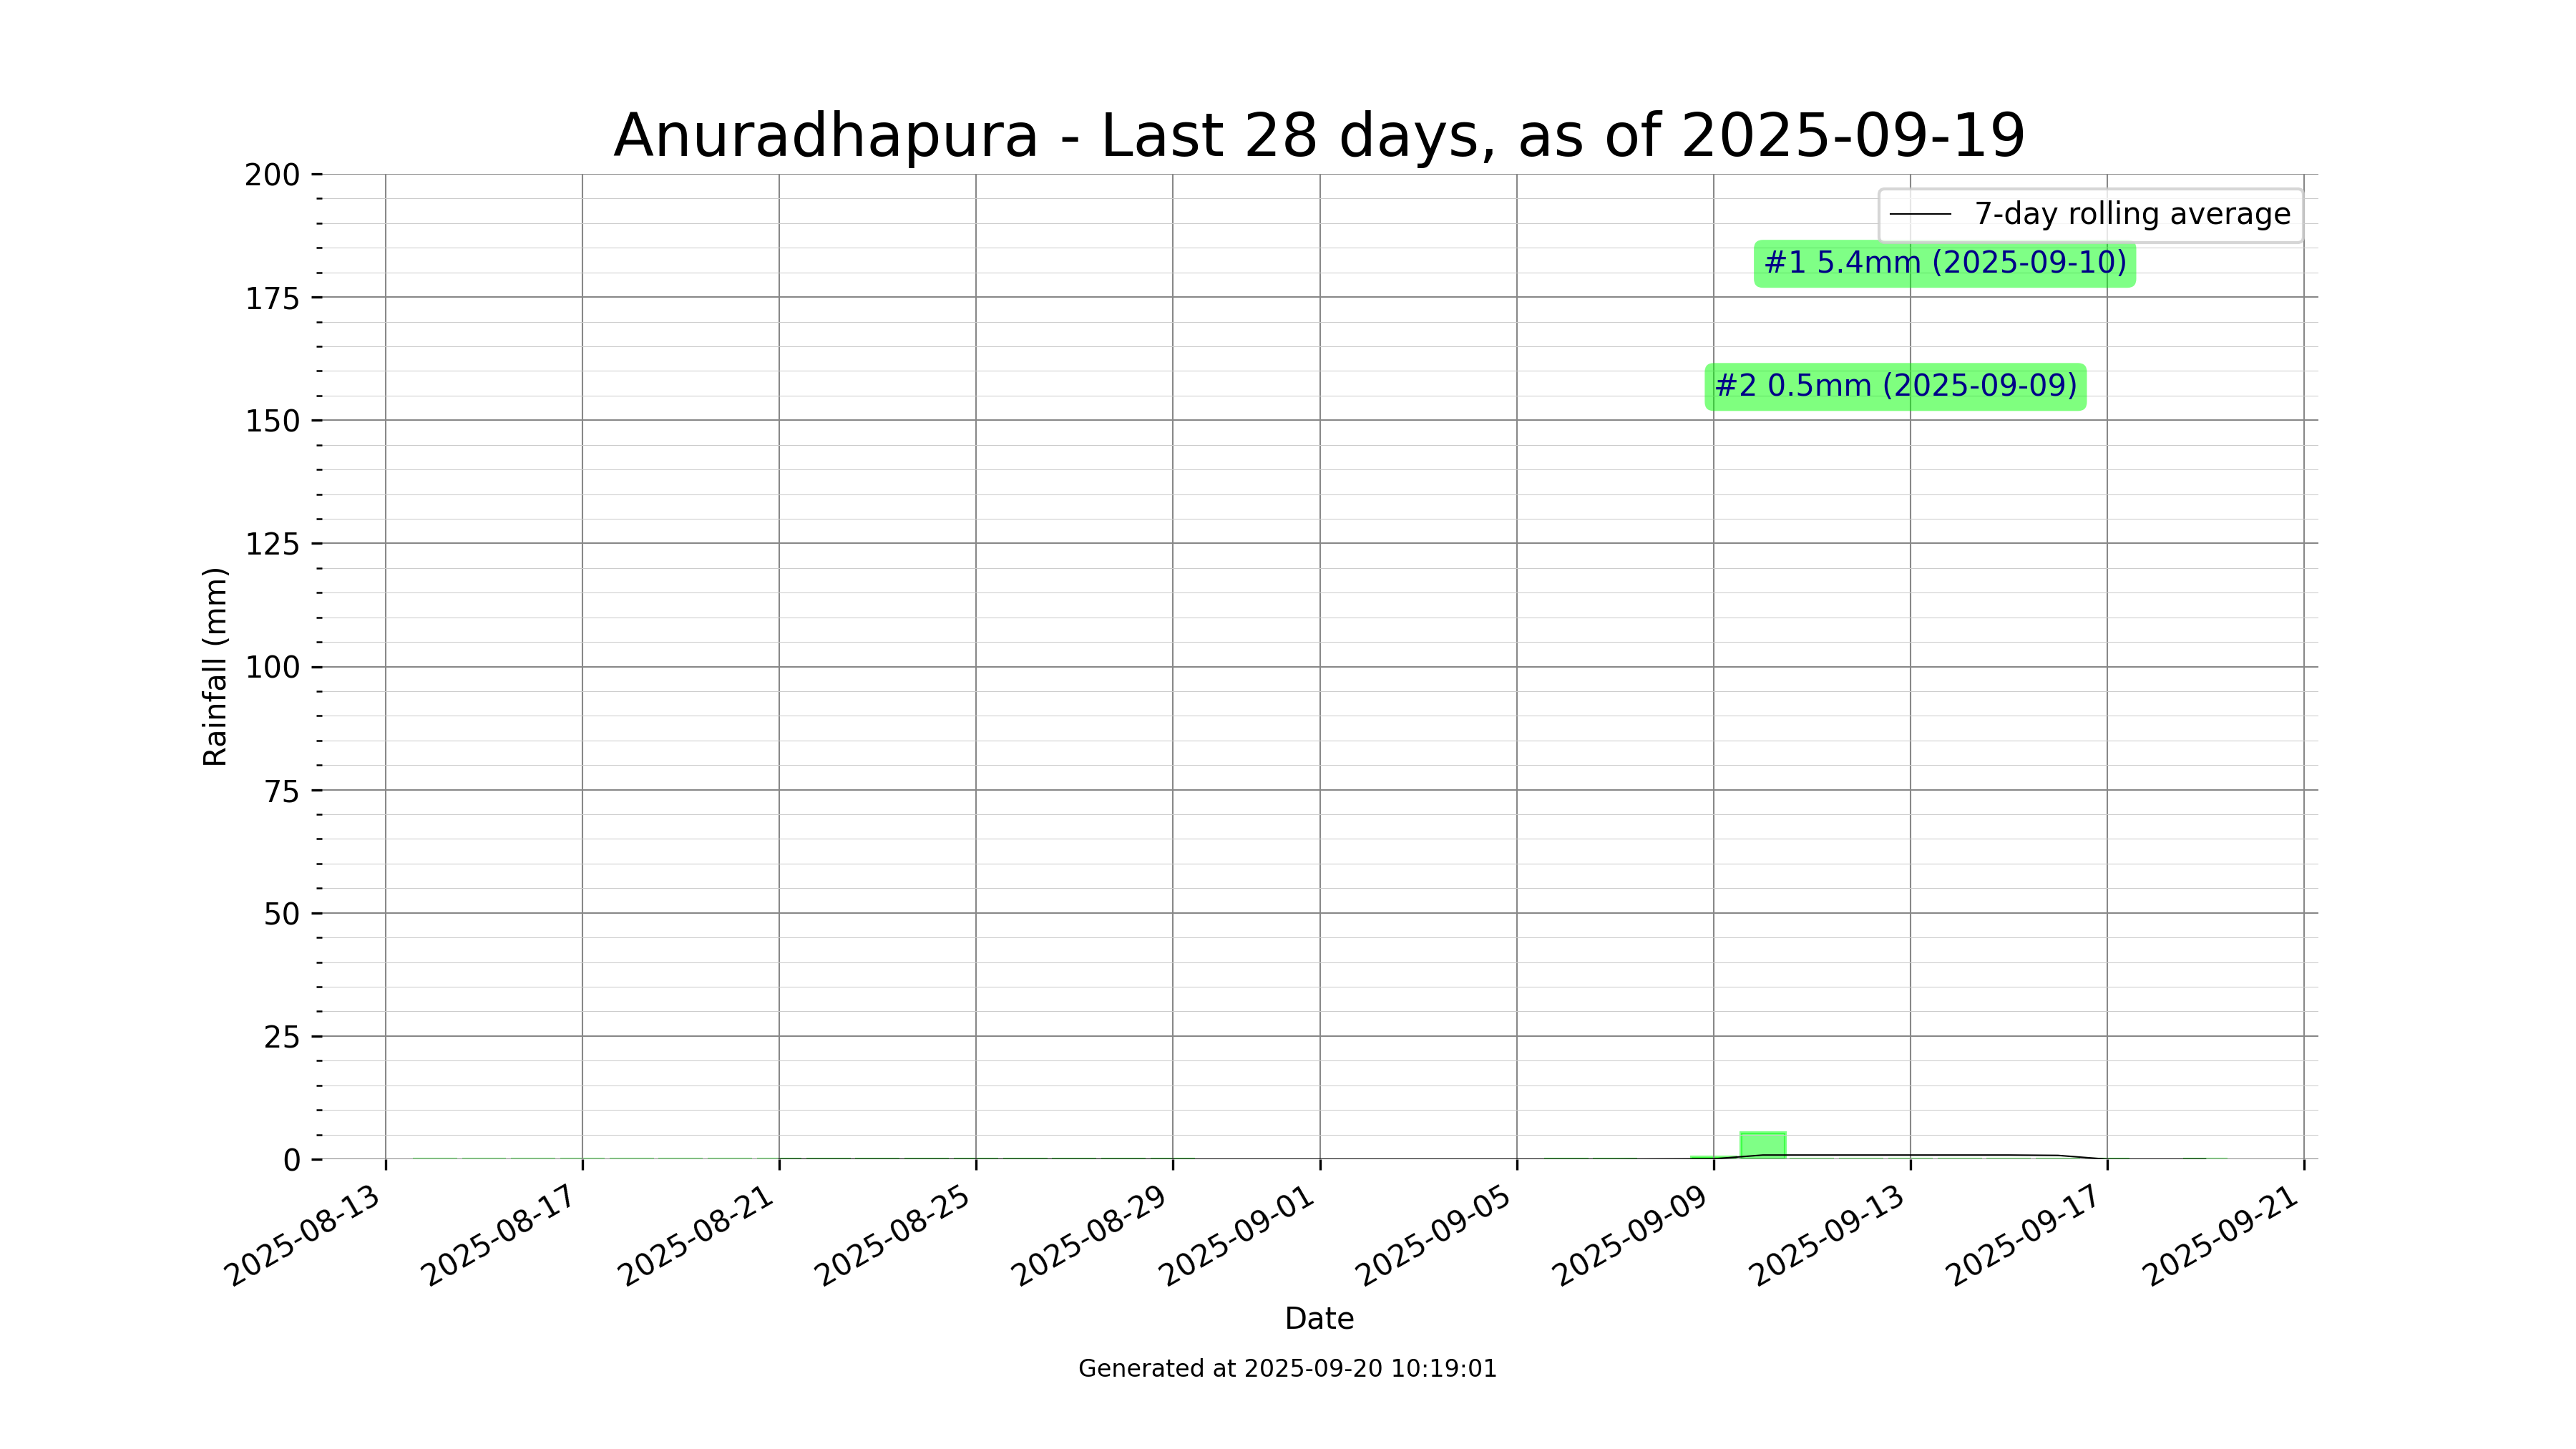 Anuradhapura - Last 28 days, as of 2025-09-19
200
175
150
125
100
75
50
25
0
Rainfall (mm)
7-day rolling average
#1 5.4mm (2025-09-10)
#2 0.5mm (2025-09-09)
2025-08-13
2025-08-17
2025-08-21
2025-08-25
2025-08-29
2025-09-01
2025-09-05
2025-09-09
2025-09-13
2025-09-17
2025-09-21
Date
Generated at 2025-09-20 10:19:01